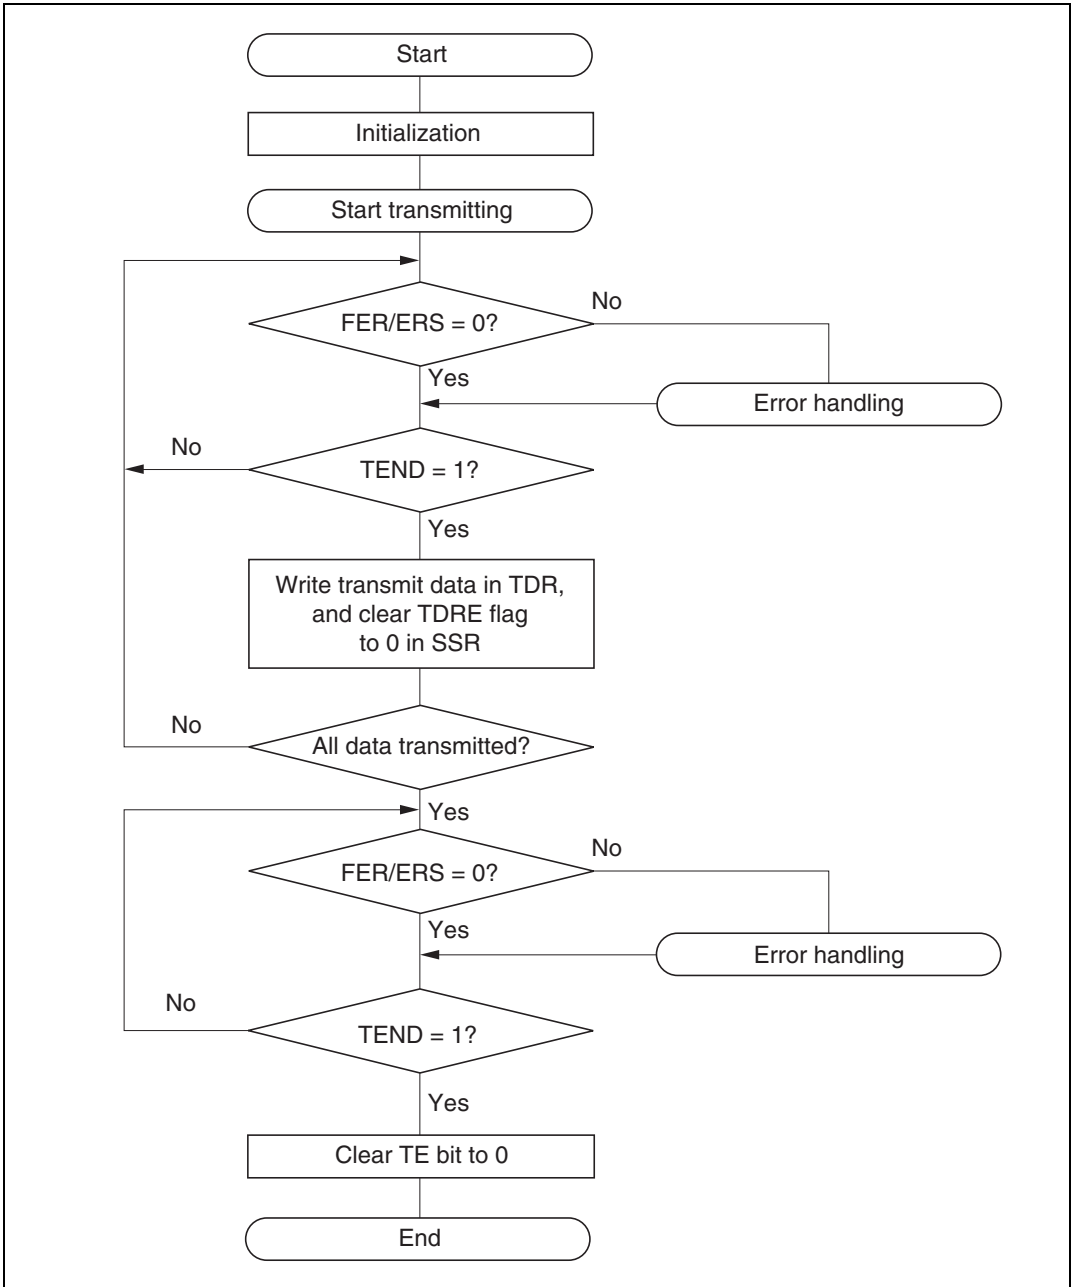 Start
Initialization
Start transmitting
FER/ERS = 0?
No
Yes
Error handling
No
TEND = 1?
Yes
Write transmit data in TDR,
and clear TDRE flag
to 0 in SSR
No
All data transmitted?
Yes
FER/ERS = 0?
No
Yes
Error handling
No
TEND = 1?
Yes
Clear TE bit to 0
End